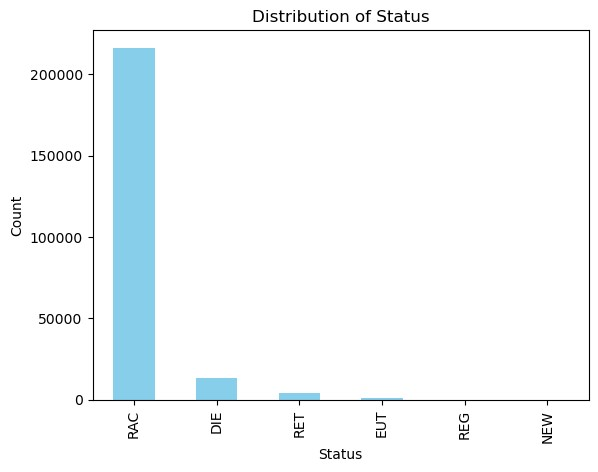 Distribution of Status
200000
150000
100000
50000
0
Count
RAC
DIE
RET
EUT
REG
NEW
Status